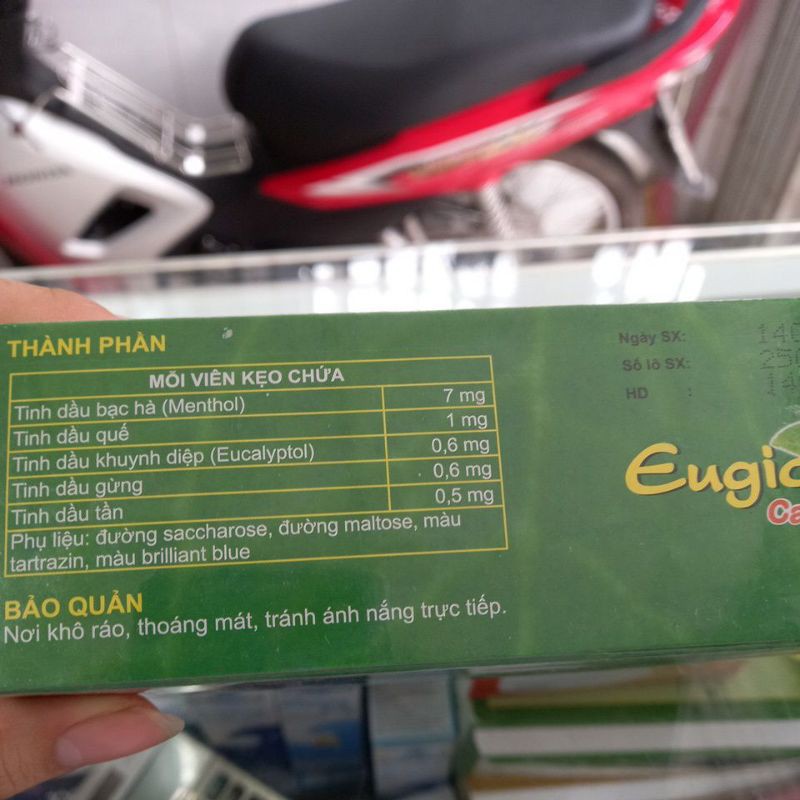 THÀNH PHẦN
MỖI VIÊN KẸO CHỨA
Tinh dầu bạc hà (Menthol) 7 mg
Tinh dầu quế 1 mg
Tinh dầu khuynh diệp (Eucalyptol) 0,6 mg
Tinh dầu gừng 0,6 mg
Tinh dầu tần 0,5 mg
Phụ liệu: đường saccharose, đường maltose, màu
tartrazin, màu brilliant blue
BẢO QUẢN
Nơi khô ráo, thoáng mát, tránh ánh nắng trực tiếp.
Ngày SX:
Số lô SX:
HD :